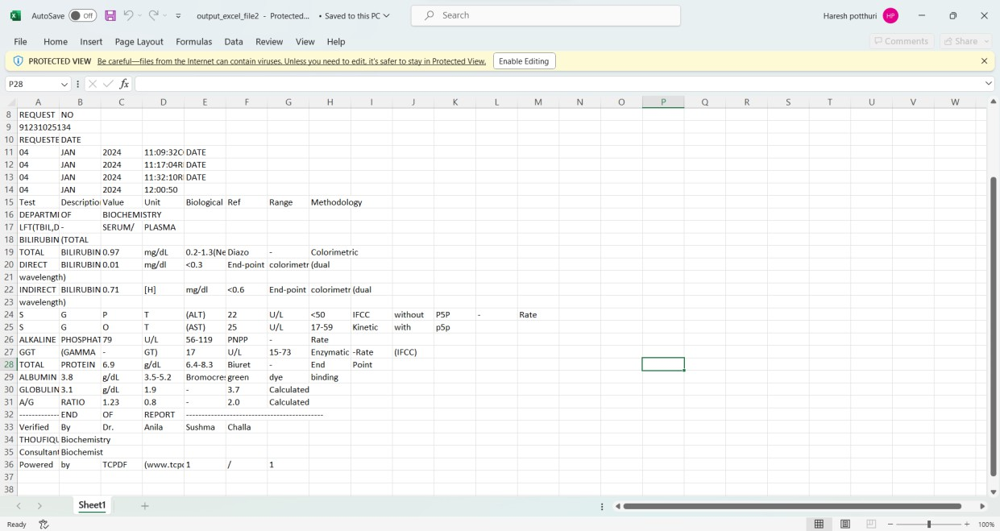 AutoSave Off output_excel_file2 - Protected... • Saved to this PC Search Haresh potthuri HP
File Home Insert Page Layout Formulas Data Review View Help Comments Share
PROTECTED VIEW Be careful—files from the Internet can contain viruses. Unless you need to edit, it's safer to stay in Protected View. Enable Editing
P28 fx
A B C D E F G H I J K L M N O P Q R S T U V W
8 REQUEST NO
9 91231025134
10 REQUESTE DATE
11 04 JAN 2024 11:09:32C DATE
12 04 JAN 2024 11:17:04R DATE
13 04 JAN 2024 11:32:10R DATE
14 04 JAN 2024 12:00:50
15 Test Descriptio Value Unit Biological Ref Range Methodology
16 DEPARTM OF BIOCHEMISTRY
17 LFT(TBIL,D - SERUM/ PLASMA
18 BILIRUBIN (TOTAL
19 TOTAL BILIRUBIN 0.97 mg/dL 0.2-1.3(Ne Diazo - Colorimetric
20 DIRECT BILIRUBIN 0.01 mg/dl <0.3 End-point colorimetr (dual
21 wavelength)
22 INDIRECT BILIRUBIN 0.71 [H] mg/dl <0.6 End-point colorimetr (dual
23 wavelength)
24 S G P T (ALT) 22 U/L <50 IFCC without P5P - Rate
25 S G O T (AST) 25 U/L 17-59 Kinetic with p5p
26 ALKALINE PHOSPHAT 79 U/L 56-119 PNPP - Rate
27 GGT (GAMMA - GT) 17 U/L 15-73 Enzymatic -Rate (IFCC)
28 TOTAL PROTEIN 6.9 g/dL 6.4-8.3 Biuret - End Point
29 ALBUMIN 3.8 g/dL 3.5-5.2 Bromocres green dye binding
30 GLOBULIN 3.1 g/dL 1.9 - 3.7 Calculated
31 A/G RATIO 1.23 0.8 - 2.0 Calculated
32 ------------- END OF REPORT -------------------------------------------
33 Verified By Dr. Anila Sushma Challa
34 THOUFIQU Biochemistry
35 Consultant Biochemist
36 Powered by TCPDF (www.tcpd 1 / 1
37
38
Sheet1
Ready 100%